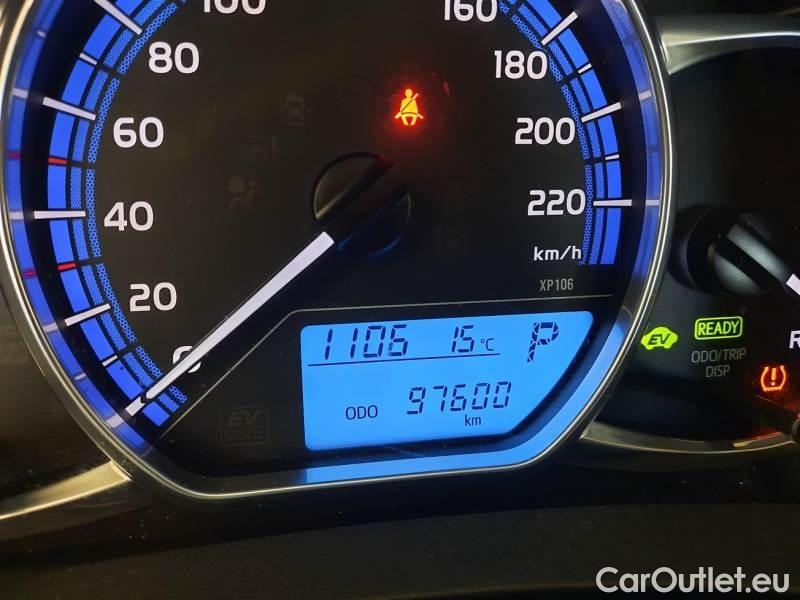 100
80
60
40
20
0
160
180
200
220
km/h
XP106
1106 15°C P
ODO 97600
km
EV
MODE
EV
READY
ODO/TRIP
DISP
R
CarOutlet.eu